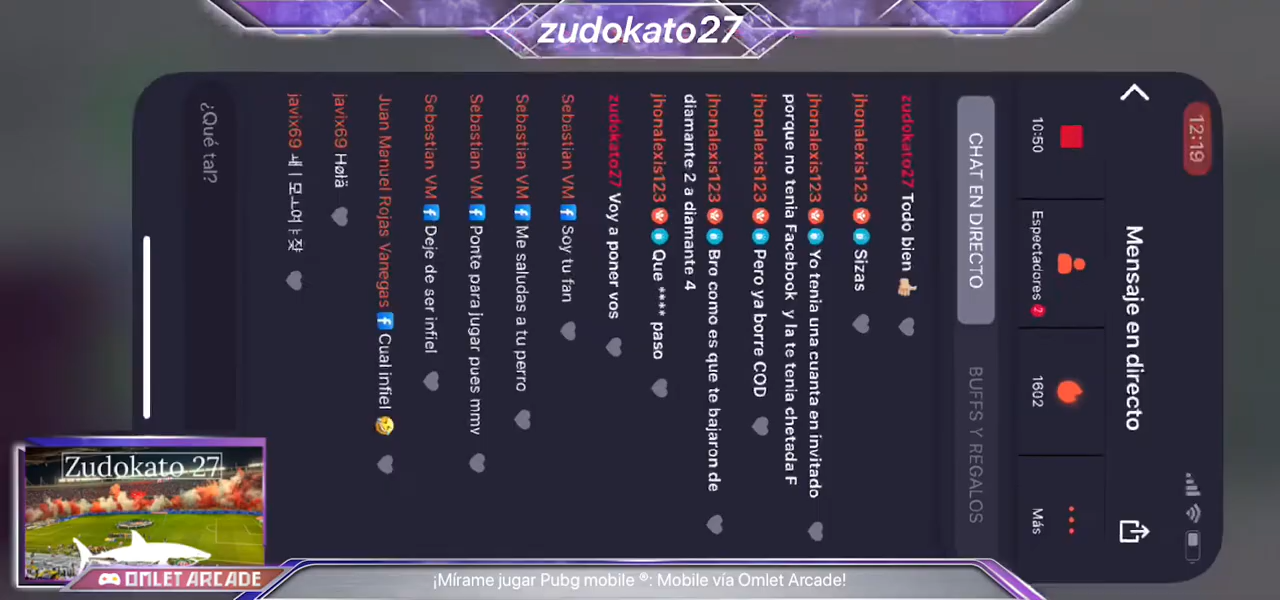 zudokato27
12:19
Mensaje en directo
10:50
Espectadores 2
1602
Más
CHAT EN DIRECTO
BUFFS Y REGALOS
zudokato27 Todo bien 👍🏼
jhonalexis123 Sizas
jhonalexis123 Yo tenia una cuanta en invitado
porque no tenia Facebook y la te tenia chetada F
jhonalexis123 Pero ya borre COD
jhonalexis123 Bro como es que te bajaron de
diamante 2 a diamante 4
jhonalexis123 Que **** paso
zudokato27 Voy a poner vos
Sebastian VM Soy tu fan
Sebastian VM Me saludas a tu perro
Sebastian VM Ponte para jugar pues mmv
Sebastian VM Deje de ser infiel
Juan Manuel Rojas Vanegas Cual infiel
javix69 Høłä
javix69
¿Qué tal?
Zudokato 27
OMLET ARCADE
¡Mírame jugar Pubg mobile ®: Mobile vía Omlet Arcade!